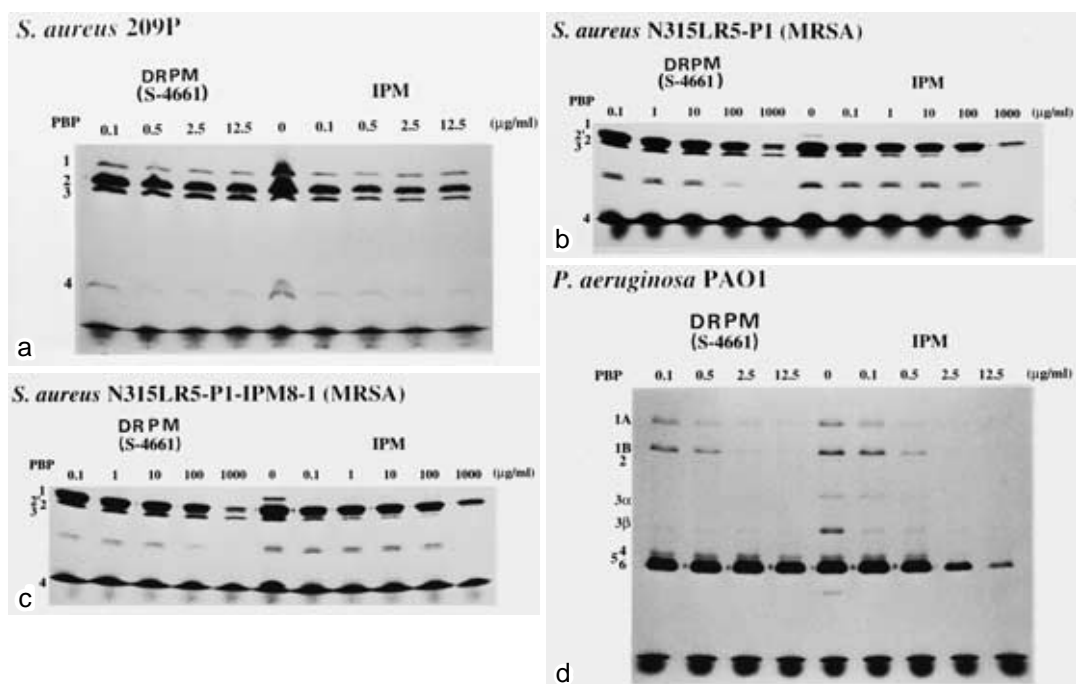 S. aureus 209P
DRPM
(S-4661)
IPM
PBP 0.1 0.5 2.5 12.5 0 0.1 0.5 2.5 12.5 (μg/ml)
1
2
3
4
a
S. aureus N315LR5-P1 (MRSA)
DRPM
(S-4661)
IPM
PBP 0.1 1 10 100 1000 0 0.1 1 10 100 1000 (μg/ml)
1
2' 2
3
4
b
S. aureus N315LR5-P1-IPM8-1 (MRSA)
DRPM
(S-4661)
IPM
PBP 0.1 1 10 100 1000 0 0.1 1 10 100 1000 (μg/ml)
1
2' 2
3
4
c
P. aeruginosa PAO1
DRPM
(S-4661)
IPM
PBP 0.1 0.5 2.5 12.5 0 0.1 0.5 2.5 12.5 (μg/ml)
1A
1B
2
3α
3β
4
5
6
d